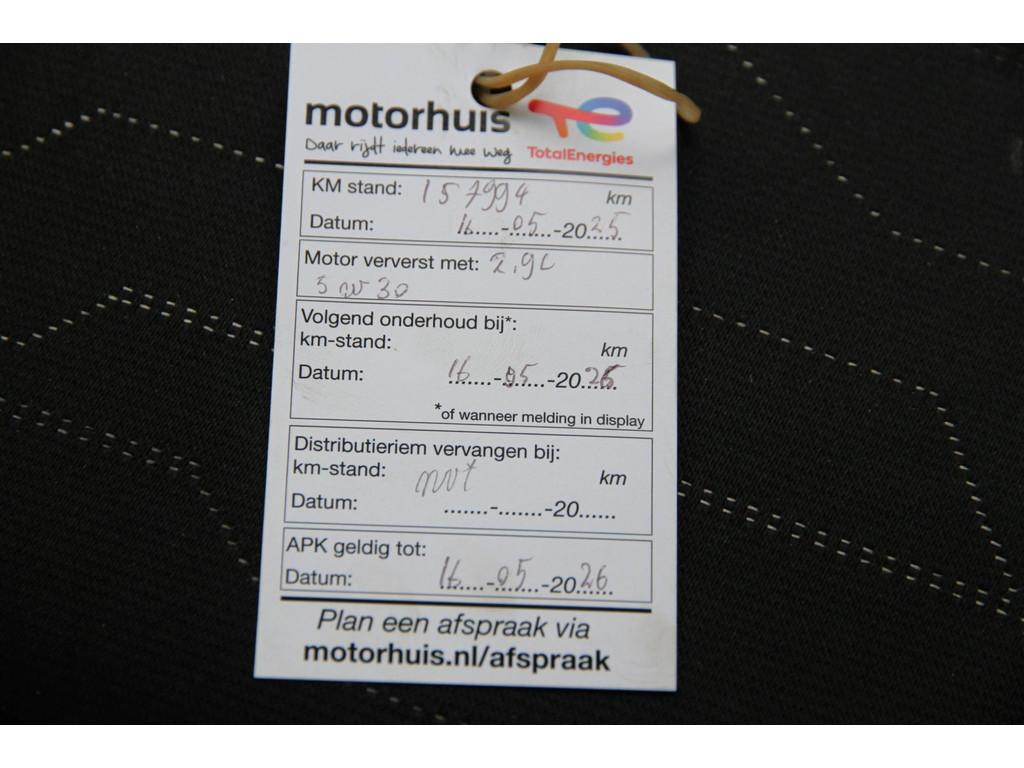 motorhuis
Daar rijdt iedereen mee weg
TotalEnergies
KM stand: 157994 km
Datum: 16....-.05...-2025
Motor ververst met: 2,9L
5w30
Volgend onderhoud bij*:
km-stand: km
Datum: 16......-.05....-.2026
*of wanneer melding in display
Distributieriem vervangen bij:
km-stand: nvt km
Datum: .......-.......-20......
APK geldig tot:
Datum: 16....-.05....-2026
Plan een afspraak via
motorhuis.nl/afspraak